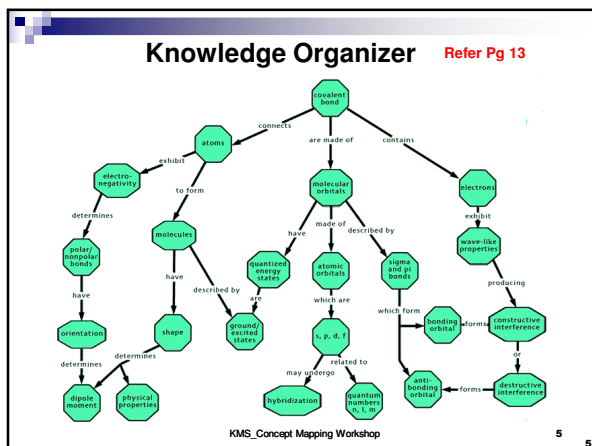 Knowledge Organizer
Refer Pg 13
covalent
bond
connects
are made of
contains
atoms
exhibit
electro-
negativity
to form
molecular
orbitals
electrons
exhibit
determines
molecules
have
made
of
described by
wave-like
properties
polar/
nonpolar
bonds
quantized
energy
states
atomic
orbitals
sigma
and pi
bonds
producing
have
have
described by
are
which are
which form
orientation
shape
ground/
excited
states
s, p, d, f
bonding
orbital
forms
constructive
interference
determines
determines
may undergo
related to
or
dipole
moment
physical
properties
hybridization
quantum
numbers
n, l, m
anti-
bonding
orbital
forms
destructive
interference
KMS_Concept Mapping Workshop
5
5